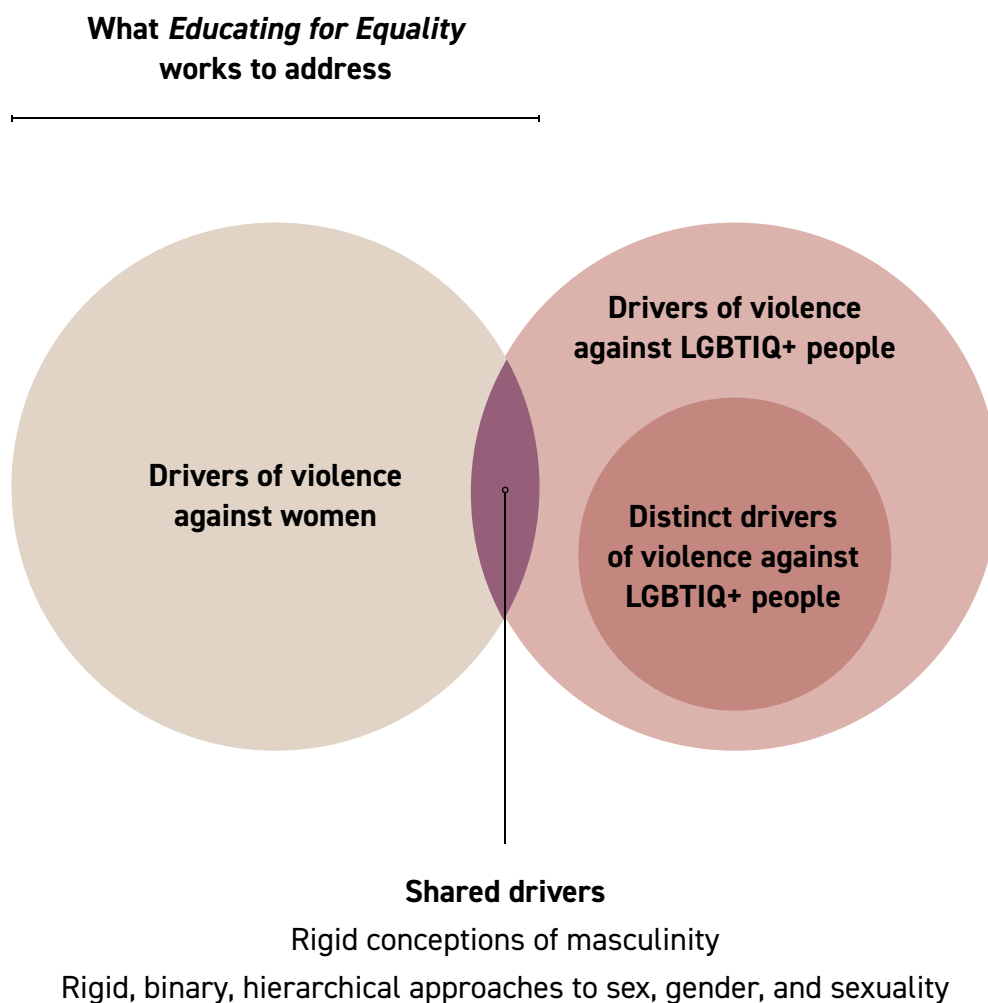 What Educating for Equality
works to address
Drivers of violence
against LGBTIQ+ people
Drivers of violence
against women
Distinct drivers
of violence against
LGBTIQ+ people
Shared drivers
Rigid conceptions of masculinity
Rigid, binary, hierarchical approaches to sex, gender, and sexuality